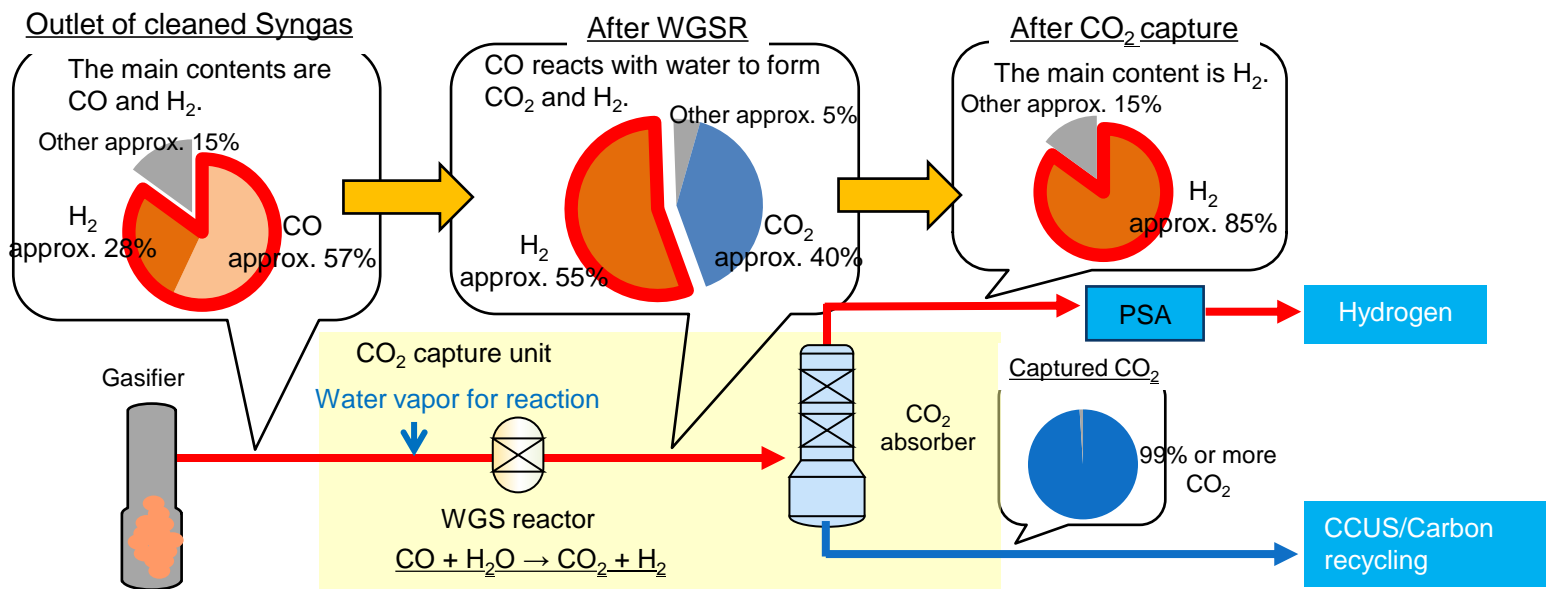 Outlet of cleaned Syngas
The main contents are
CO and H₂.
Other approx. 15%
H₂
approx. 28%
CO
approx. 57%
After WGSR
CO reacts with water to form
CO₂ and H₂.
Other approx. 5%
H₂
approx. 55%
CO₂
approx. 40%
After CO₂ capture
The main content is H₂.
Other approx. 15%
H₂
approx. 85%
PSA
Hydrogen
CO₂ capture unit
Gasifier
Water vapor for reaction
WGS reactor
CO + H₂O → CO₂ + H₂
CO₂
absorber
Captured CO₂
99% or more
CO₂
CCUS/Carbon
recycling